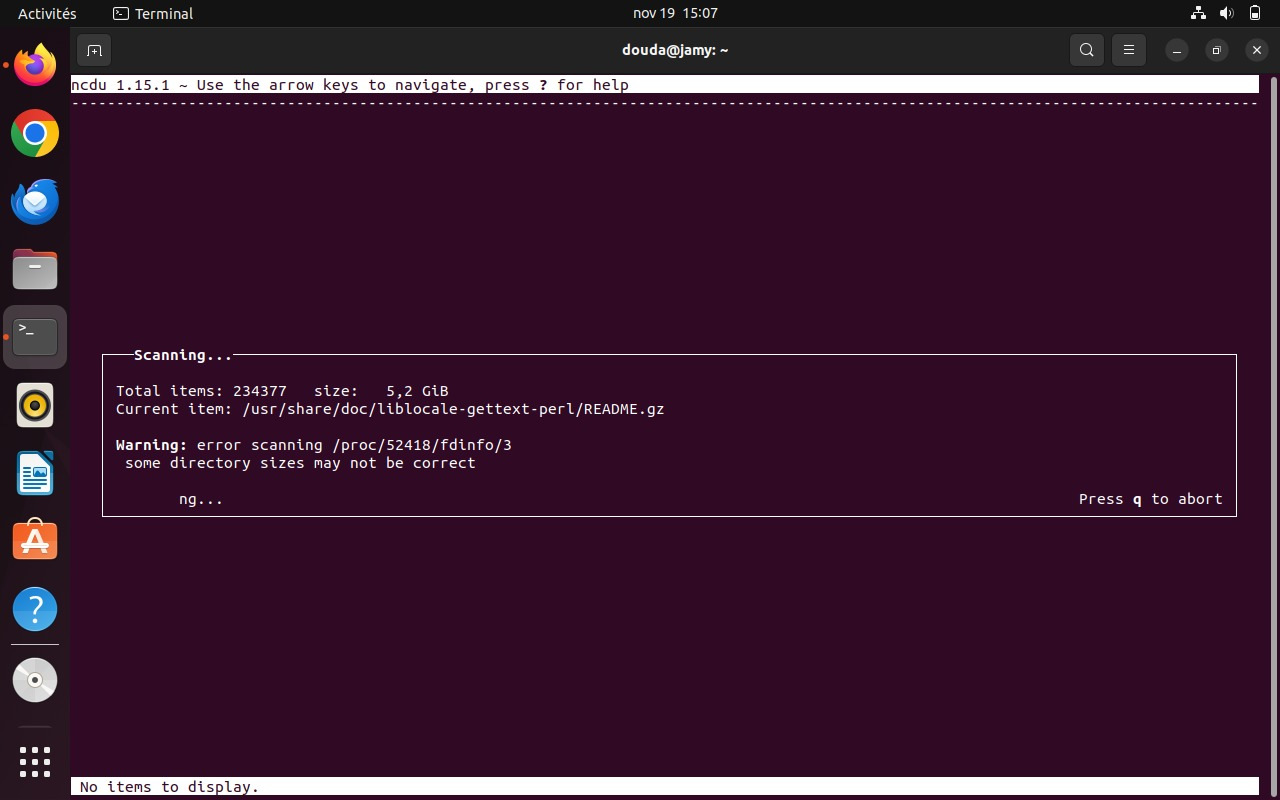 Activités
Terminal
nov 19 15:07
douda@jamy: ~
ncdu 1.15.1 ~ Use the arrow keys to navigate, press ? for help
Scanning...
Total items: 234377 size: 5,2 GiB
Current item: /usr/share/doc/liblocale-gettext-perl/README.gz
Warning: error scanning /proc/52418/fdinfo/3
some directory sizes may not be correct
ng... Press q to abort
No items to display.